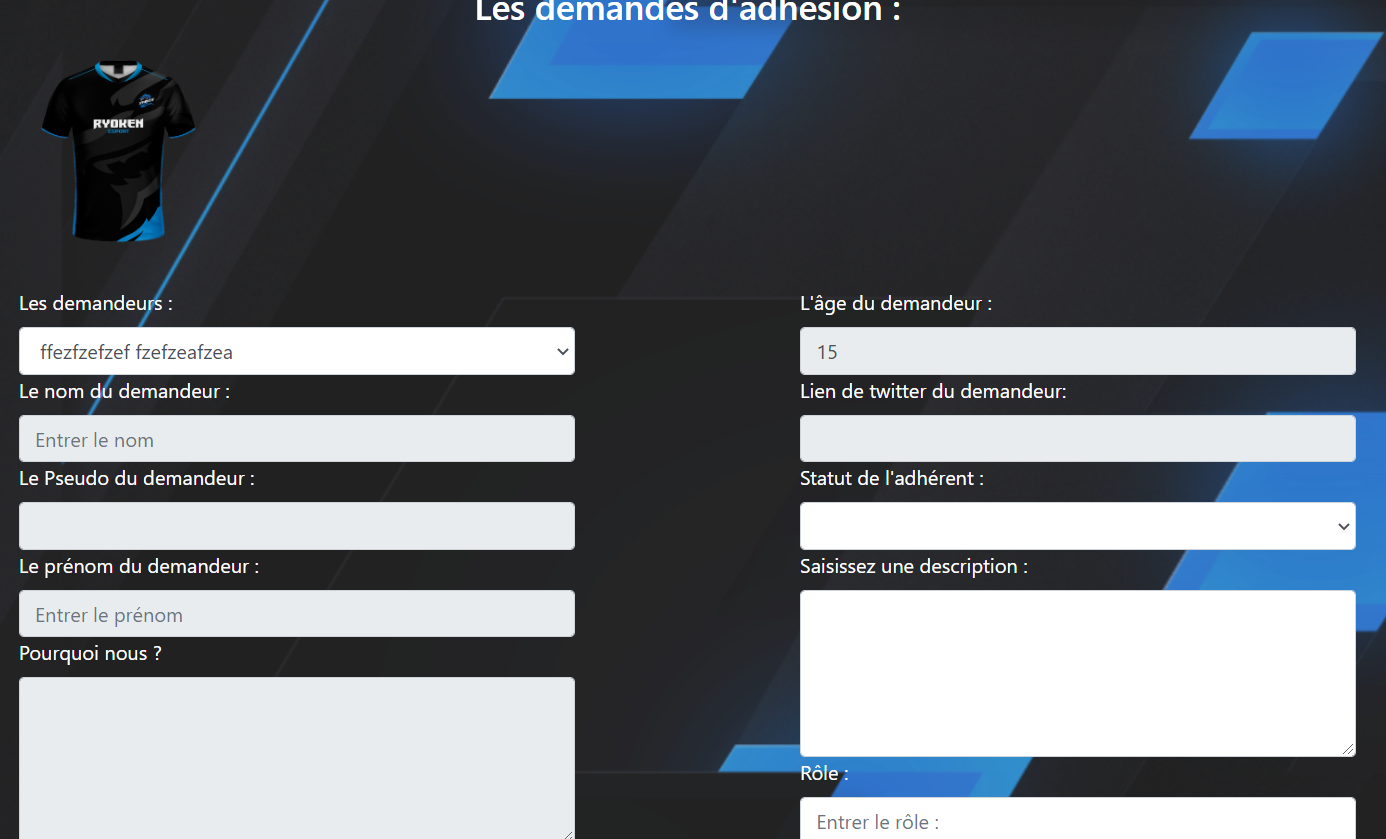 Les demandes d'adhésion :
RYOKEN
ESPORT
Les demandeurs :
ffezfzefzef fzefzeafzea
Le nom du demandeur :
Entrer le nom
Le Pseudo du demandeur :
Le prénom du demandeur :
Entrer le prénom
Pourquoi nous ?
L'âge du demandeur :
15
Lien de twitter du demandeur:
Statut de l'adhérent :
Saisissez une description :
Rôle :
Entrer le rôle :